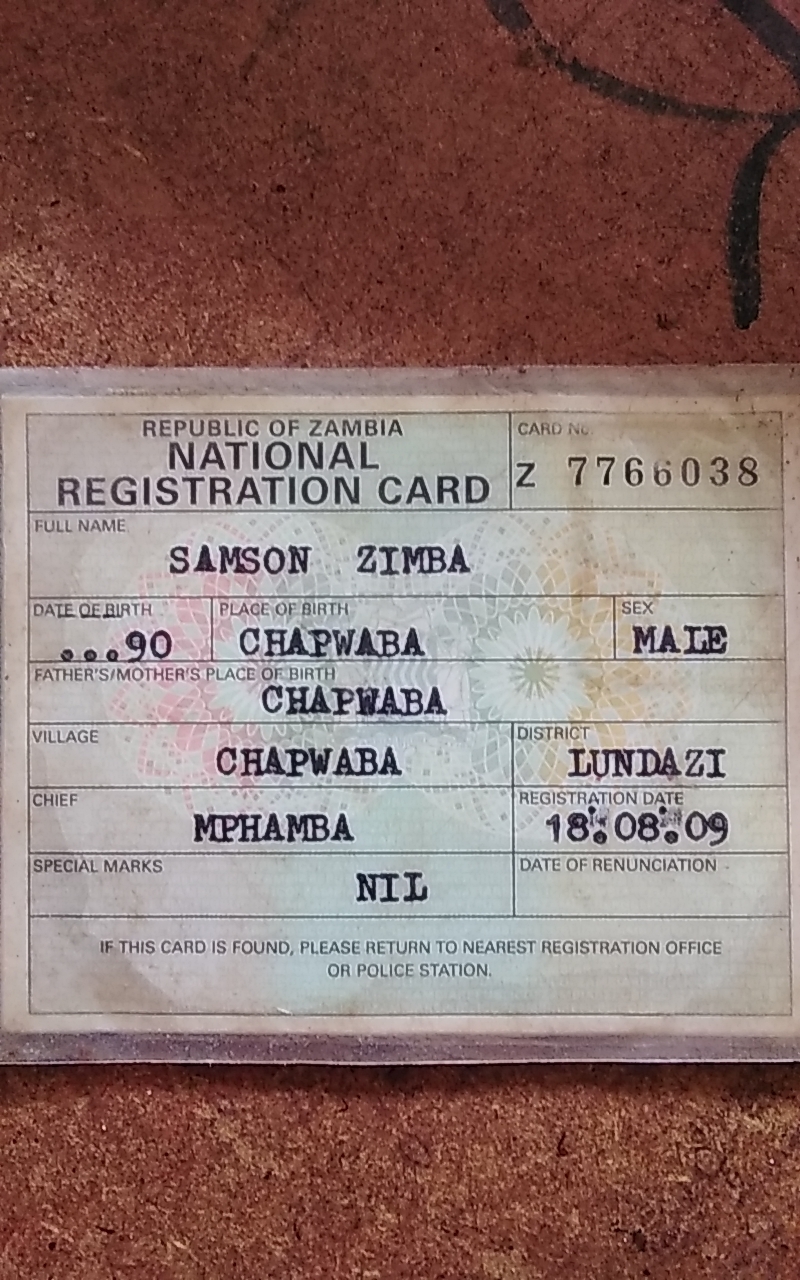 REPUBLIC OF ZAMBIA
NATIONAL
REGISTRATION CARD
CARD No.
Z 7766038
FULL NAME
SAMSON ZIMBA
DATE OF BIRTH
...90
PLACE OF BIRTH
CHAPWABA
SEX
MALE
FATHER'S/MOTHER'S PLACE OF BIRTH
CHAPWABA
VILLAGE
CHAPWABA
DISTRICT
LUNDAZI
CHIEF
MPHAMBA
REGISTRATION DATE
18.08.09
SPECIAL MARKS
NIL
DATE OF RENUNCIATION
IF THIS CARD IS FOUND, PLEASE RETURN TO NEAREST REGISTRATION OFFICE
OR POLICE STATION.